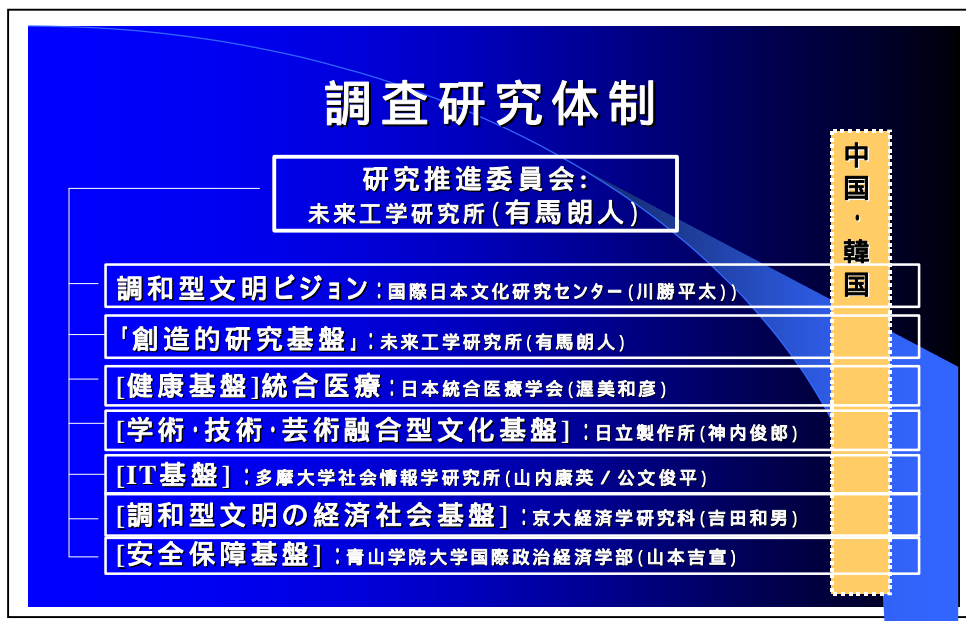 調査研究体制
研究推進委員会:
未来工学研究所(有馬朗人)
中国・韓国
調和型文明ビジョン:国際日本文化研究センター(川勝平太))
「創造的研究基盤」:未来工学研究所(有馬朗人)
[健康基盤]統合医療:日本統合医療学会(渥美和彦)
[学術・技術・芸術融合型文化基盤]:日立製作所(神内俊郎)
[IT基盤]:多摩大学社会情報学研究所(山内康英/公文俊平)
[調和型文明の経済社会基盤]:京大経済学研究科(吉田和男)
[安全保障基盤]:青山学院大学国際政治経済学部(山本吉宣)